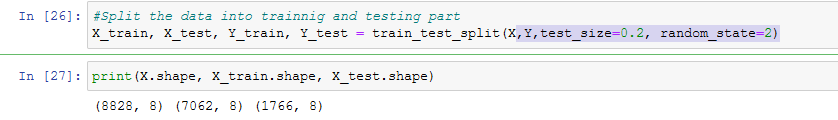 In [26]: #Split the data into trainnig and testing part
X_train, X_test, Y_train, Y_test = train_test_split(X,Y,test_size=0.2, random_state=2)
In [27]: print(X.shape, X_train.shape, X_test.shape)
(8828, 8) (7062, 8) (1766, 8)